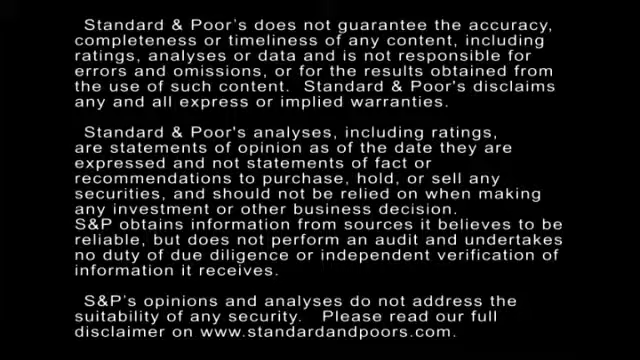 Standard & Poor's does not guarantee the accuracy,
completeness or timeliness of any content, including
ratings, analyses or data and is not responsible for
errors and omissions, or for the results obtained from
the use of such content.  Standard & Poor's disclaims
any and all express or implied warranties.
Standard & Poor's analyses, including ratings,
are statements of opinion as of the date they are
expressed and not statements of fact or
recommendations to purchase, hold, or sell any
securities, and should not be relied on when making
any investment or other business decision.
S&P obtains information from sources it believes to be
reliable, but does not perform an audit and undertakes
no duty of due diligence or independent verification of
information it receives.
S&P's opinions and analyses do not address the
suitability of any security.   Please read our full
disclaimer on www.standardandpoors.com.